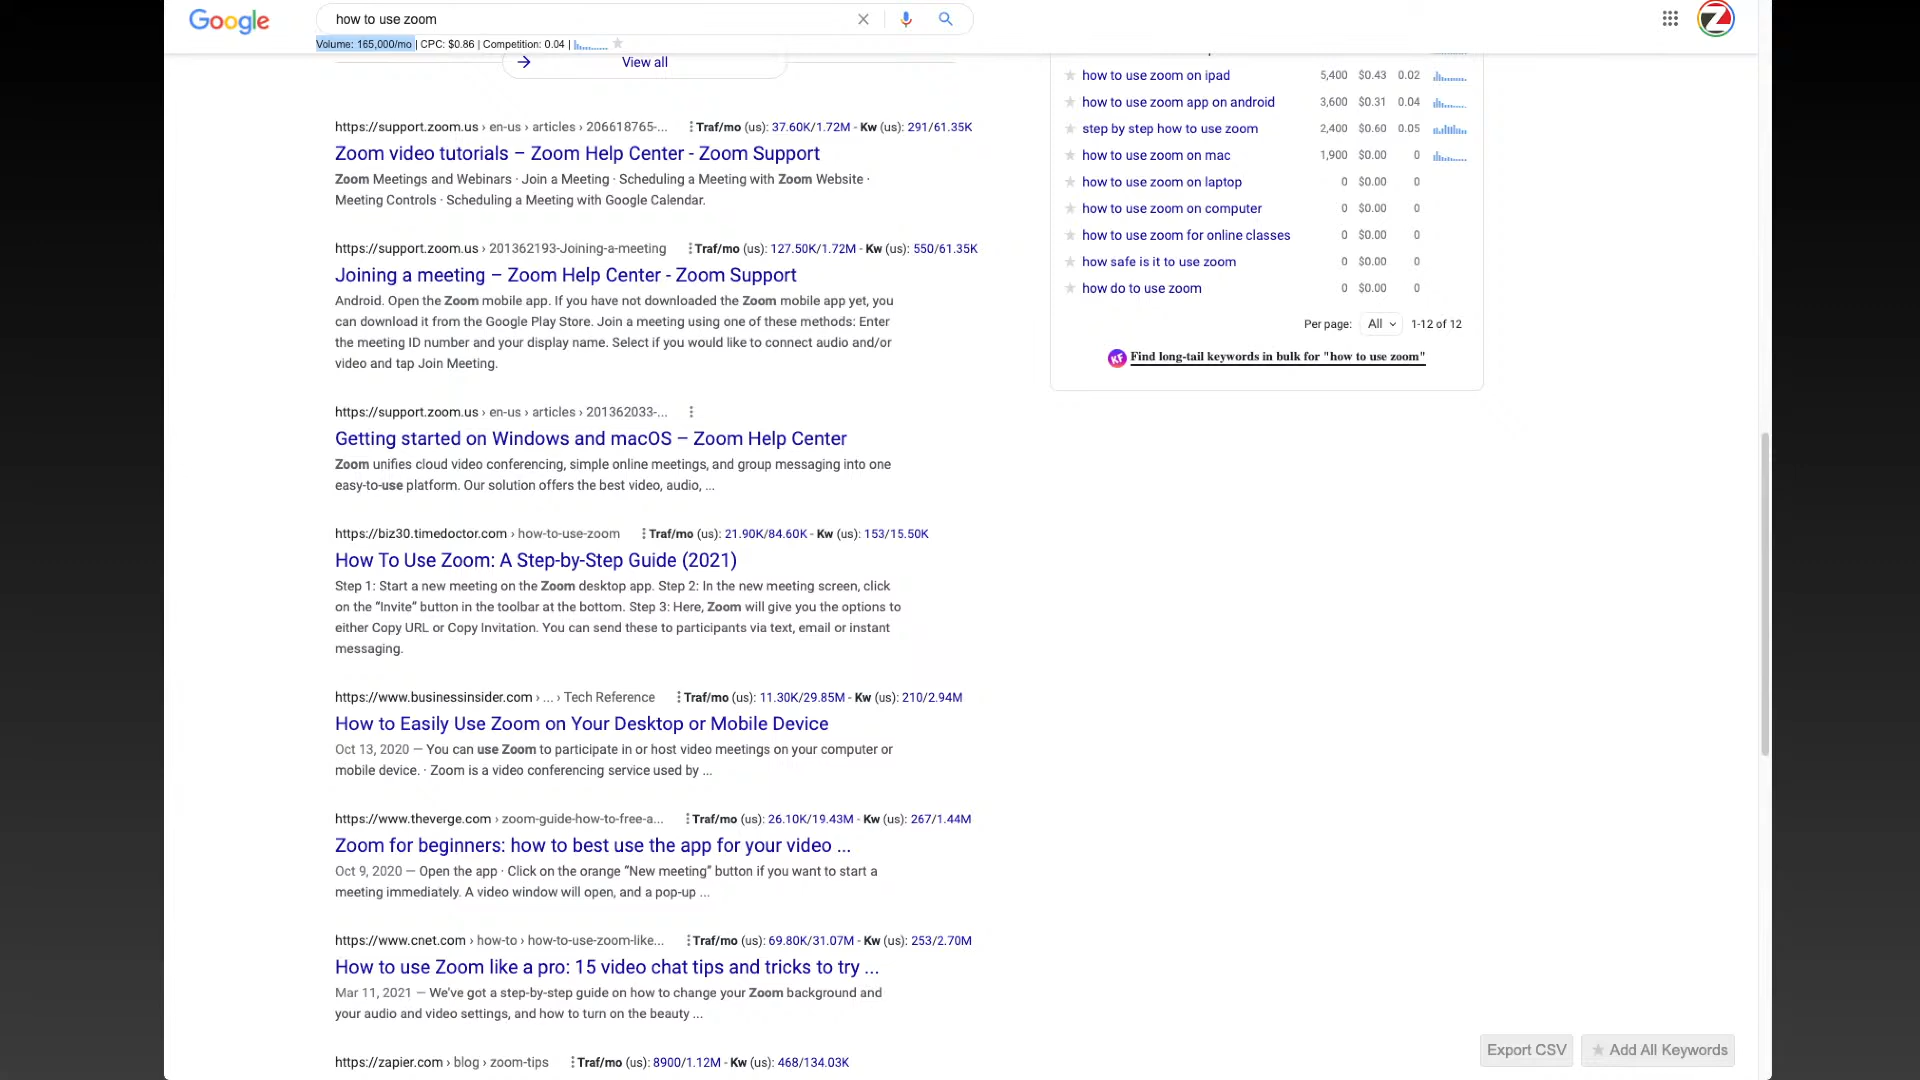 Google
how to use zoom
Volume: 165,000/mo | CPC: $0.86 | Competition: 0.04 |
View all
https://support.zoom.us › en-us › articles › 206618765-... Traf/mo (us): 37.60K/1.72M - Kw (us): 291/61.35K
Zoom video tutorials – Zoom Help Center - Zoom Support
Zoom Meetings and Webinars · Join a Meeting · Scheduling a Meeting with Zoom Website ·
Meeting Controls · Scheduling a Meeting with Google Calendar.
https://support.zoom.us › 201362193-Joining-a-meeting Traf/mo (us): 127.50K/1.72M - Kw (us): 550/61.35K
Joining a meeting – Zoom Help Center - Zoom Support
Android. Open the Zoom mobile app. If you have not downloaded the Zoom mobile app yet, you
can download it from the Google Play Store. Join a meeting using one of these methods: Enter
the meeting ID number and your display name. Select if you would like to connect audio and/or
video and tap Join Meeting.
https://support.zoom.us › en-us › articles › 201362033-...
Getting started on Windows and macOS – Zoom Help Center
Zoom unifies cloud video conferencing, simple online meetings, and group messaging into one
easy-to-use platform. Our solution offers the best video, audio, ...
https://biz30.timedoctor.com › how-to-use-zoom Traf/mo (us): 21.90K/84.60K - Kw (us): 153/15.50K
How To Use Zoom: A Step-by-Step Guide (2021)
Step 1: Start a new meeting on the Zoom desktop app. Step 2: In the new meeting screen, click
on the “Invite” button in the toolbar at the bottom. Step 3: Here, Zoom will give you the options to
either Copy URL or Copy Invitation. You can send these to participants via text, email or instant
messaging.
https://www.businessinsider.com › ... › Tech Reference Traf/mo (us): 11.30K/29.85M - Kw (us): 210/2.94M
How to Easily Use Zoom on Your Desktop or Mobile Device
Oct 13, 2020 — You can use Zoom to participate in or host video meetings on your computer or
mobile device. · Zoom is a video conferencing service used by ...
https://www.theverge.com › zoom-guide-how-to-free-a... Traf/mo (us): 26.10K/19.43M - Kw (us): 267/1.44M
Zoom for beginners: how to best use the app for your video ...
Oct 9, 2020 — Open the app · Click on the orange “New meeting” button if you want to start a
meeting immediately. A video window will open, and a pop-up ...
https://www.cnet.com › how-to › how-to-use-zoom-like... Traf/mo (us): 69.80K/31.07M - Kw (us): 253/2.70M
How to use Zoom like a pro: 15 video chat tips and tricks to try ...
Mar 11, 2021 — We've got a step-by-step guide on how to change your Zoom background and
your audio and video settings, and how to turn on the beauty ...
https://zapier.com › blog › zoom-tips Traf/mo (us): 8900/1.12M - Kw (us): 468/134.03K
how to use zoom on ipad 5,400 $0.43 0.02
how to use zoom app on android 3,600 $0.31 0.04
step by step how to use zoom 2,400 $0.60 0.05
how to use zoom on mac 1,900 $0.00 0
how to use zoom on laptop 0 $0.00 0
how to use zoom on computer 0 $0.00 0
how to use zoom for online classes 0 $0.00 0
how safe is it to use zoom 0 $0.00 0
how do to use zoom 0 $0.00 0
Per page: All 1-12 of 12
KF Find long-tail keywords in bulk for "how to use zoom"
Export CSV Add All Keywords